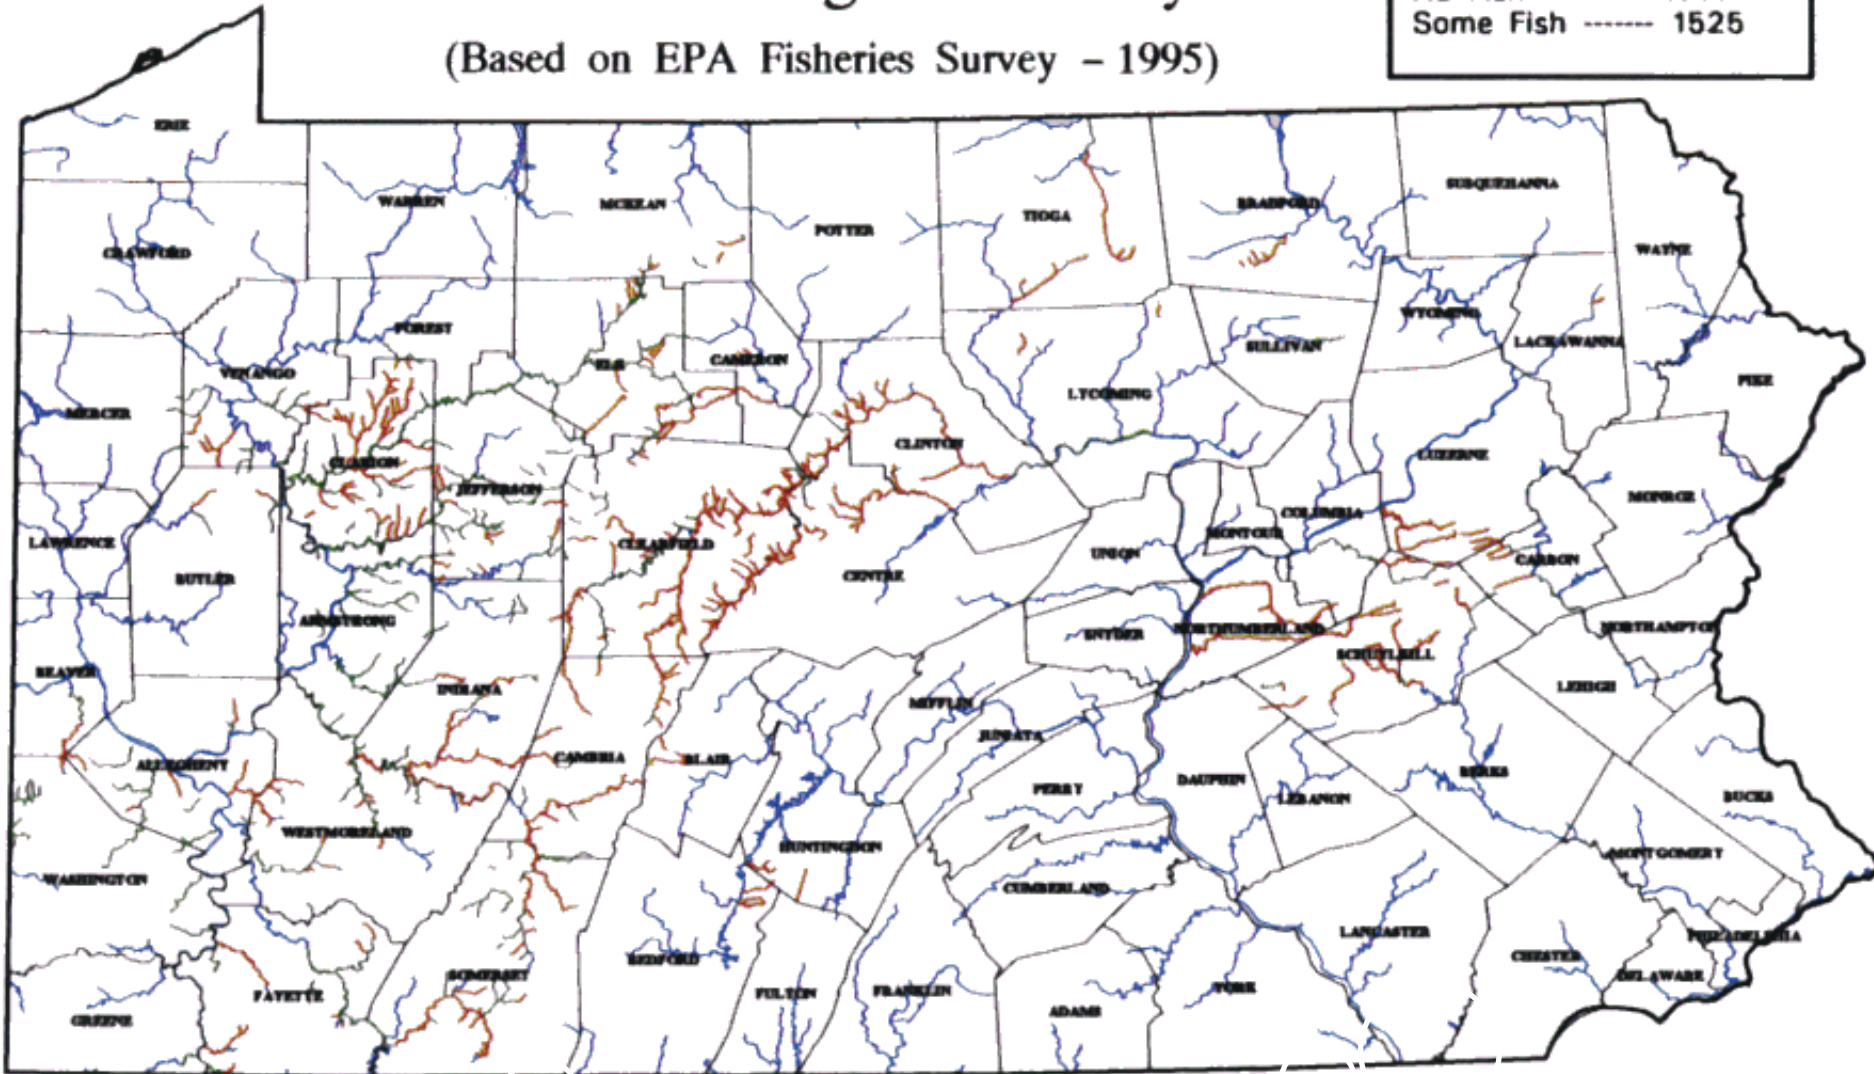 Some Fish ------- 1525
(Based on EPA Fisheries Survey - 1995)
ERIE
WARREN
MCKEAN
POTTER
TIOGA
BRADFORD
SUSQUEHANNA
WAYNE
CRAWFORD
FOREST
WYOMING
LACKAWANNA
VENANGO
ELK
CAMERON
SULLIVAN
PIKE
MERCER
LYCOMING
CLARION
CLINTON
LUZERNE
JEFFERSON
MONROE
COLUMBIA
LAWRENCE
CLEARFIELD
MONTOUR
UNION
CARBON
BUTLER
CENTRE
ARMSTRONG
SNYDER
NORTHUMBERLAND
NORTHAMPTON
SCHUYLKILL
BEAVER
INDIANA
LEHIGH
MIFFLIN
JUNIATA
ALLEGHENY
CAMBRIA
BLAIR
BERKS
PERRY
DAUPHIN
LEBANON
BUCKS
WESTMORELAND
HUNTINGDON
MONTGOMERY
WASHINGTON
CUMBERLAND
LANCASTER
PHILADELPHIA
BEDFORD
CHESTER
SOMERSET
DELAWARE
FAYETTE
FULTON
FRANKLIN
YORK
ADAMS
GREENE